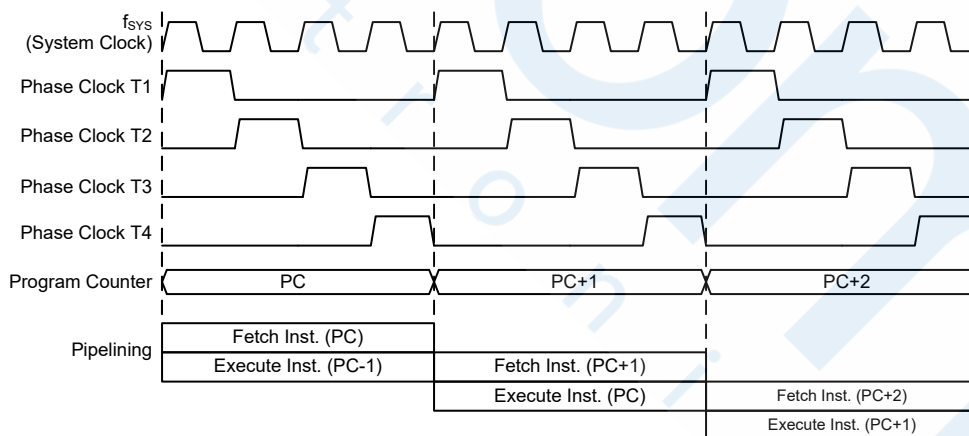 fSYS
(System Clock)
Phase Clock T1
Phase Clock T2
Phase Clock T3
Phase Clock T4
Program Counter PC PC+1 PC+2
Pipelining
Fetch Inst. (PC)
Execute Inst. (PC-1) Fetch Inst. (PC+1)
Execute Inst. (PC) Fetch Inst. (PC+2)
Execute Inst. (PC+1)